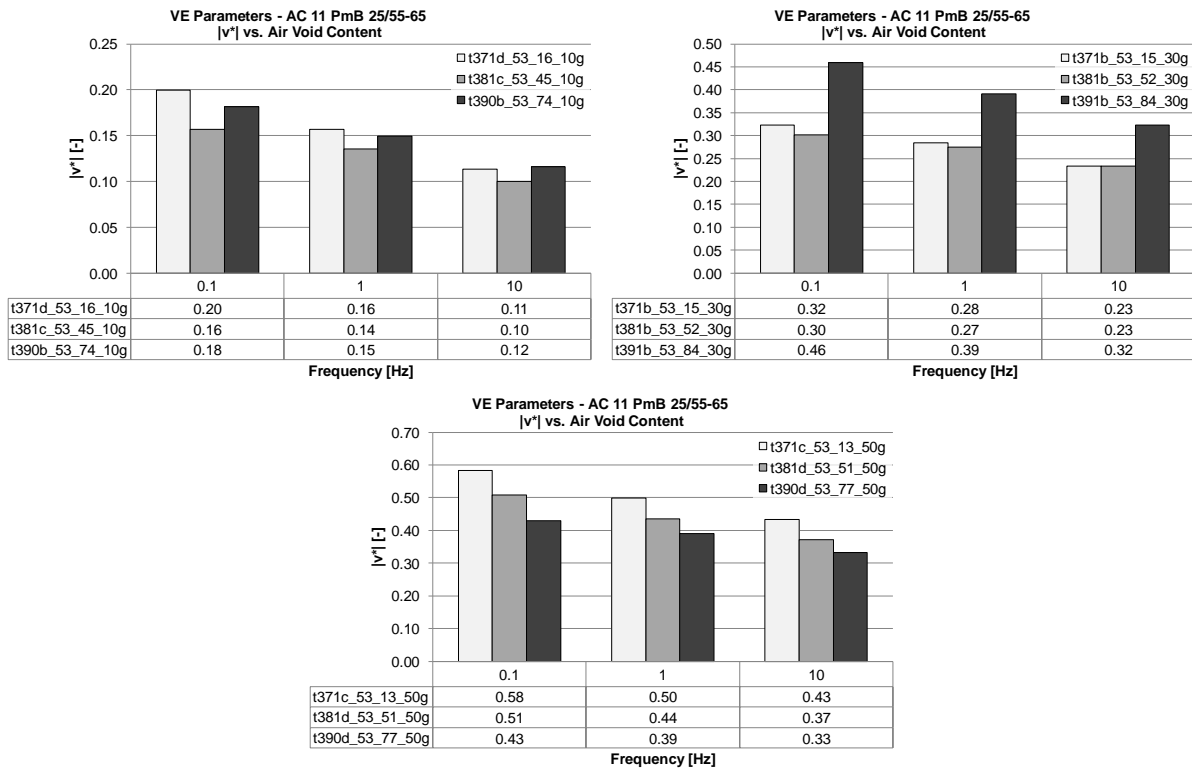 VE Parameters - AC 11 PmB 25/55-65
|v*| vs. Air Void Content
0.25
0.20
0.15
0.10
0.05
0.00
|v*| [-]
t371d_53_16_10g
t381c_53_45_10g
t390b_53_74_10g
0.1 1 10
t371d_53_16_10g 0.20 0.16 0.11
t381c_53_45_10g 0.16 0.14 0.10
t390b_53_74_10g 0.18 0.15 0.12
Frequency [Hz]
VE Parameters - AC 11 PmB 25/55-65
|v*| vs. Air Void Content
0.50
0.45
0.40
0.35
0.30
0.25
0.20
0.15
0.10
0.05
0.00
|v*| [-]
t371b_53_15_30g
t381b_53_52_30g
t391b_53_84_30g
0.1 1 10
t371b_53_15_30g 0.32 0.28 0.23
t381b_53_52_30g 0.30 0.27 0.23
t391b_53_84_30g 0.46 0.39 0.32
Frequency [Hz]
VE Parameters - AC 11 PmB 25/55-65
|v*| vs. Air Void Content
0.70
0.60
0.50
0.40
0.30
0.20
0.10
0.00
|v*| [-]
t371c_53_13_50g
t381d_53_51_50g
t390d_53_77_50g
0.1 1 10
t371c_53_13_50g 0.58 0.50 0.43
t381d_53_51_50g 0.51 0.44 0.37
t390d_53_77_50g 0.43 0.39 0.33
Frequency [Hz]